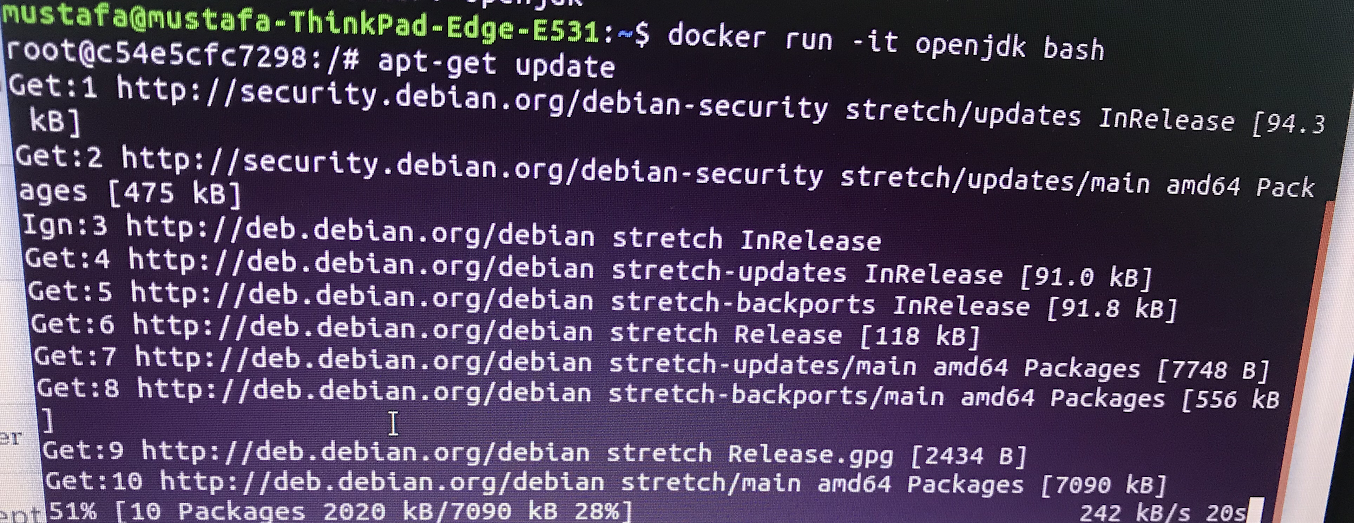 openjdk
mustafa@mustafa-ThinkPad-Edge-E531:~$ docker run -it openjdk bash
root@c54e5cfc7298:/# apt-get update
Get:1 http://security.debian.org/debian-security stretch/updates InRelease [94.3
 kB]
Get:2 http://security.debian.org/debian-security stretch/updates/main amd64 Pack
ages [475 kB]
Ign:3 http://deb.debian.org/debian stretch InRelease
Get:4 http://deb.debian.org/debian stretch-updates InRelease [91.0 kB]
Get:5 http://deb.debian.org/debian stretch-backports InRelease [91.8 kB]
Get:6 http://deb.debian.org/debian stretch Release [118 kB]
Get:7 http://deb.debian.org/debian stretch-updates/main amd64 Packages [7748 B]
Get:8 http://deb.debian.org/debian stretch-backports/main amd64 Packages [556 kB
]
er
Get:9 http://deb.debian.org/debian stretch Release.gpg [2434 B]
Get:10 http://deb.debian.org/debian stretch/main amd64 Packages [7090 kB]
ept
51% [10 Packages 2020 kB/7090 kB 28%] 242 kB/s 20s